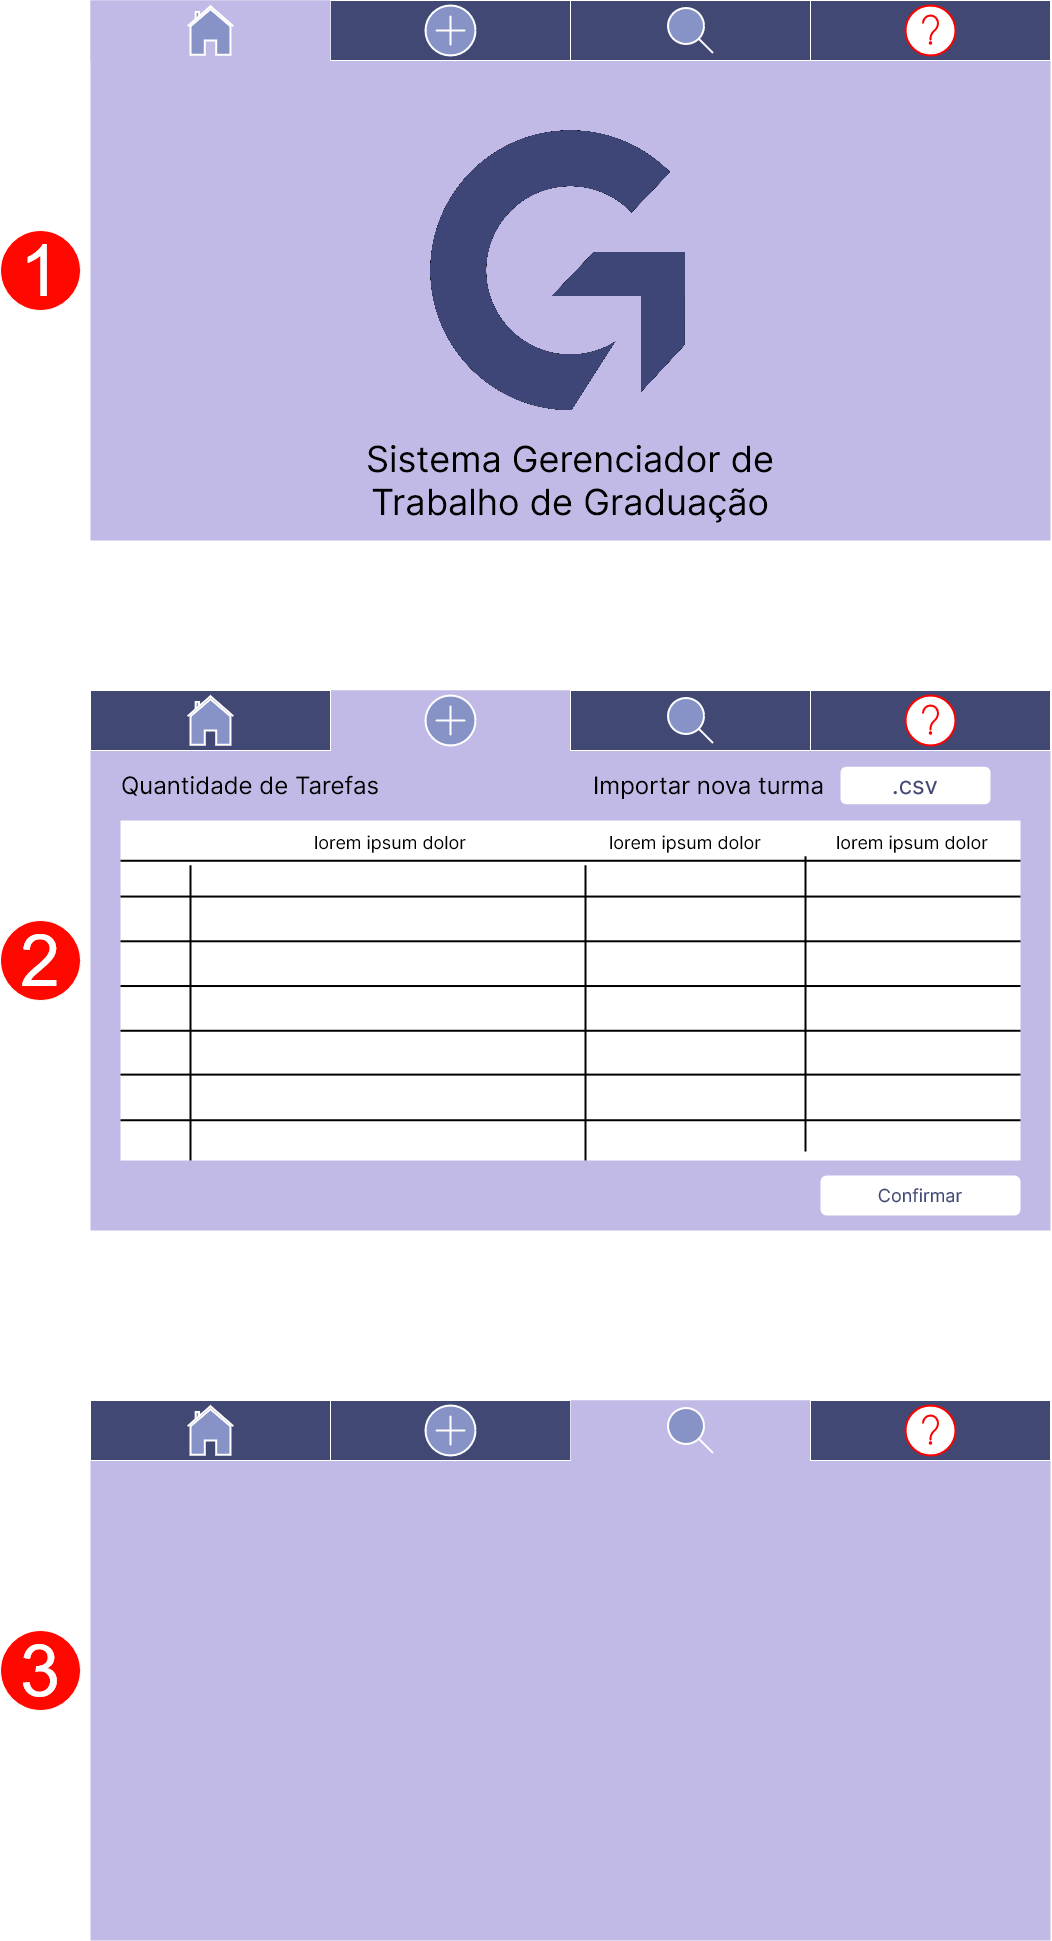 1
Sistema Gerenciador de
Trabalho de Graduação
2
Quantidade de Tarefas
Importar nova turma
.csv
lorem ipsum dolor
lorem ipsum dolor
lorem ipsum dolor
Confirmar
3